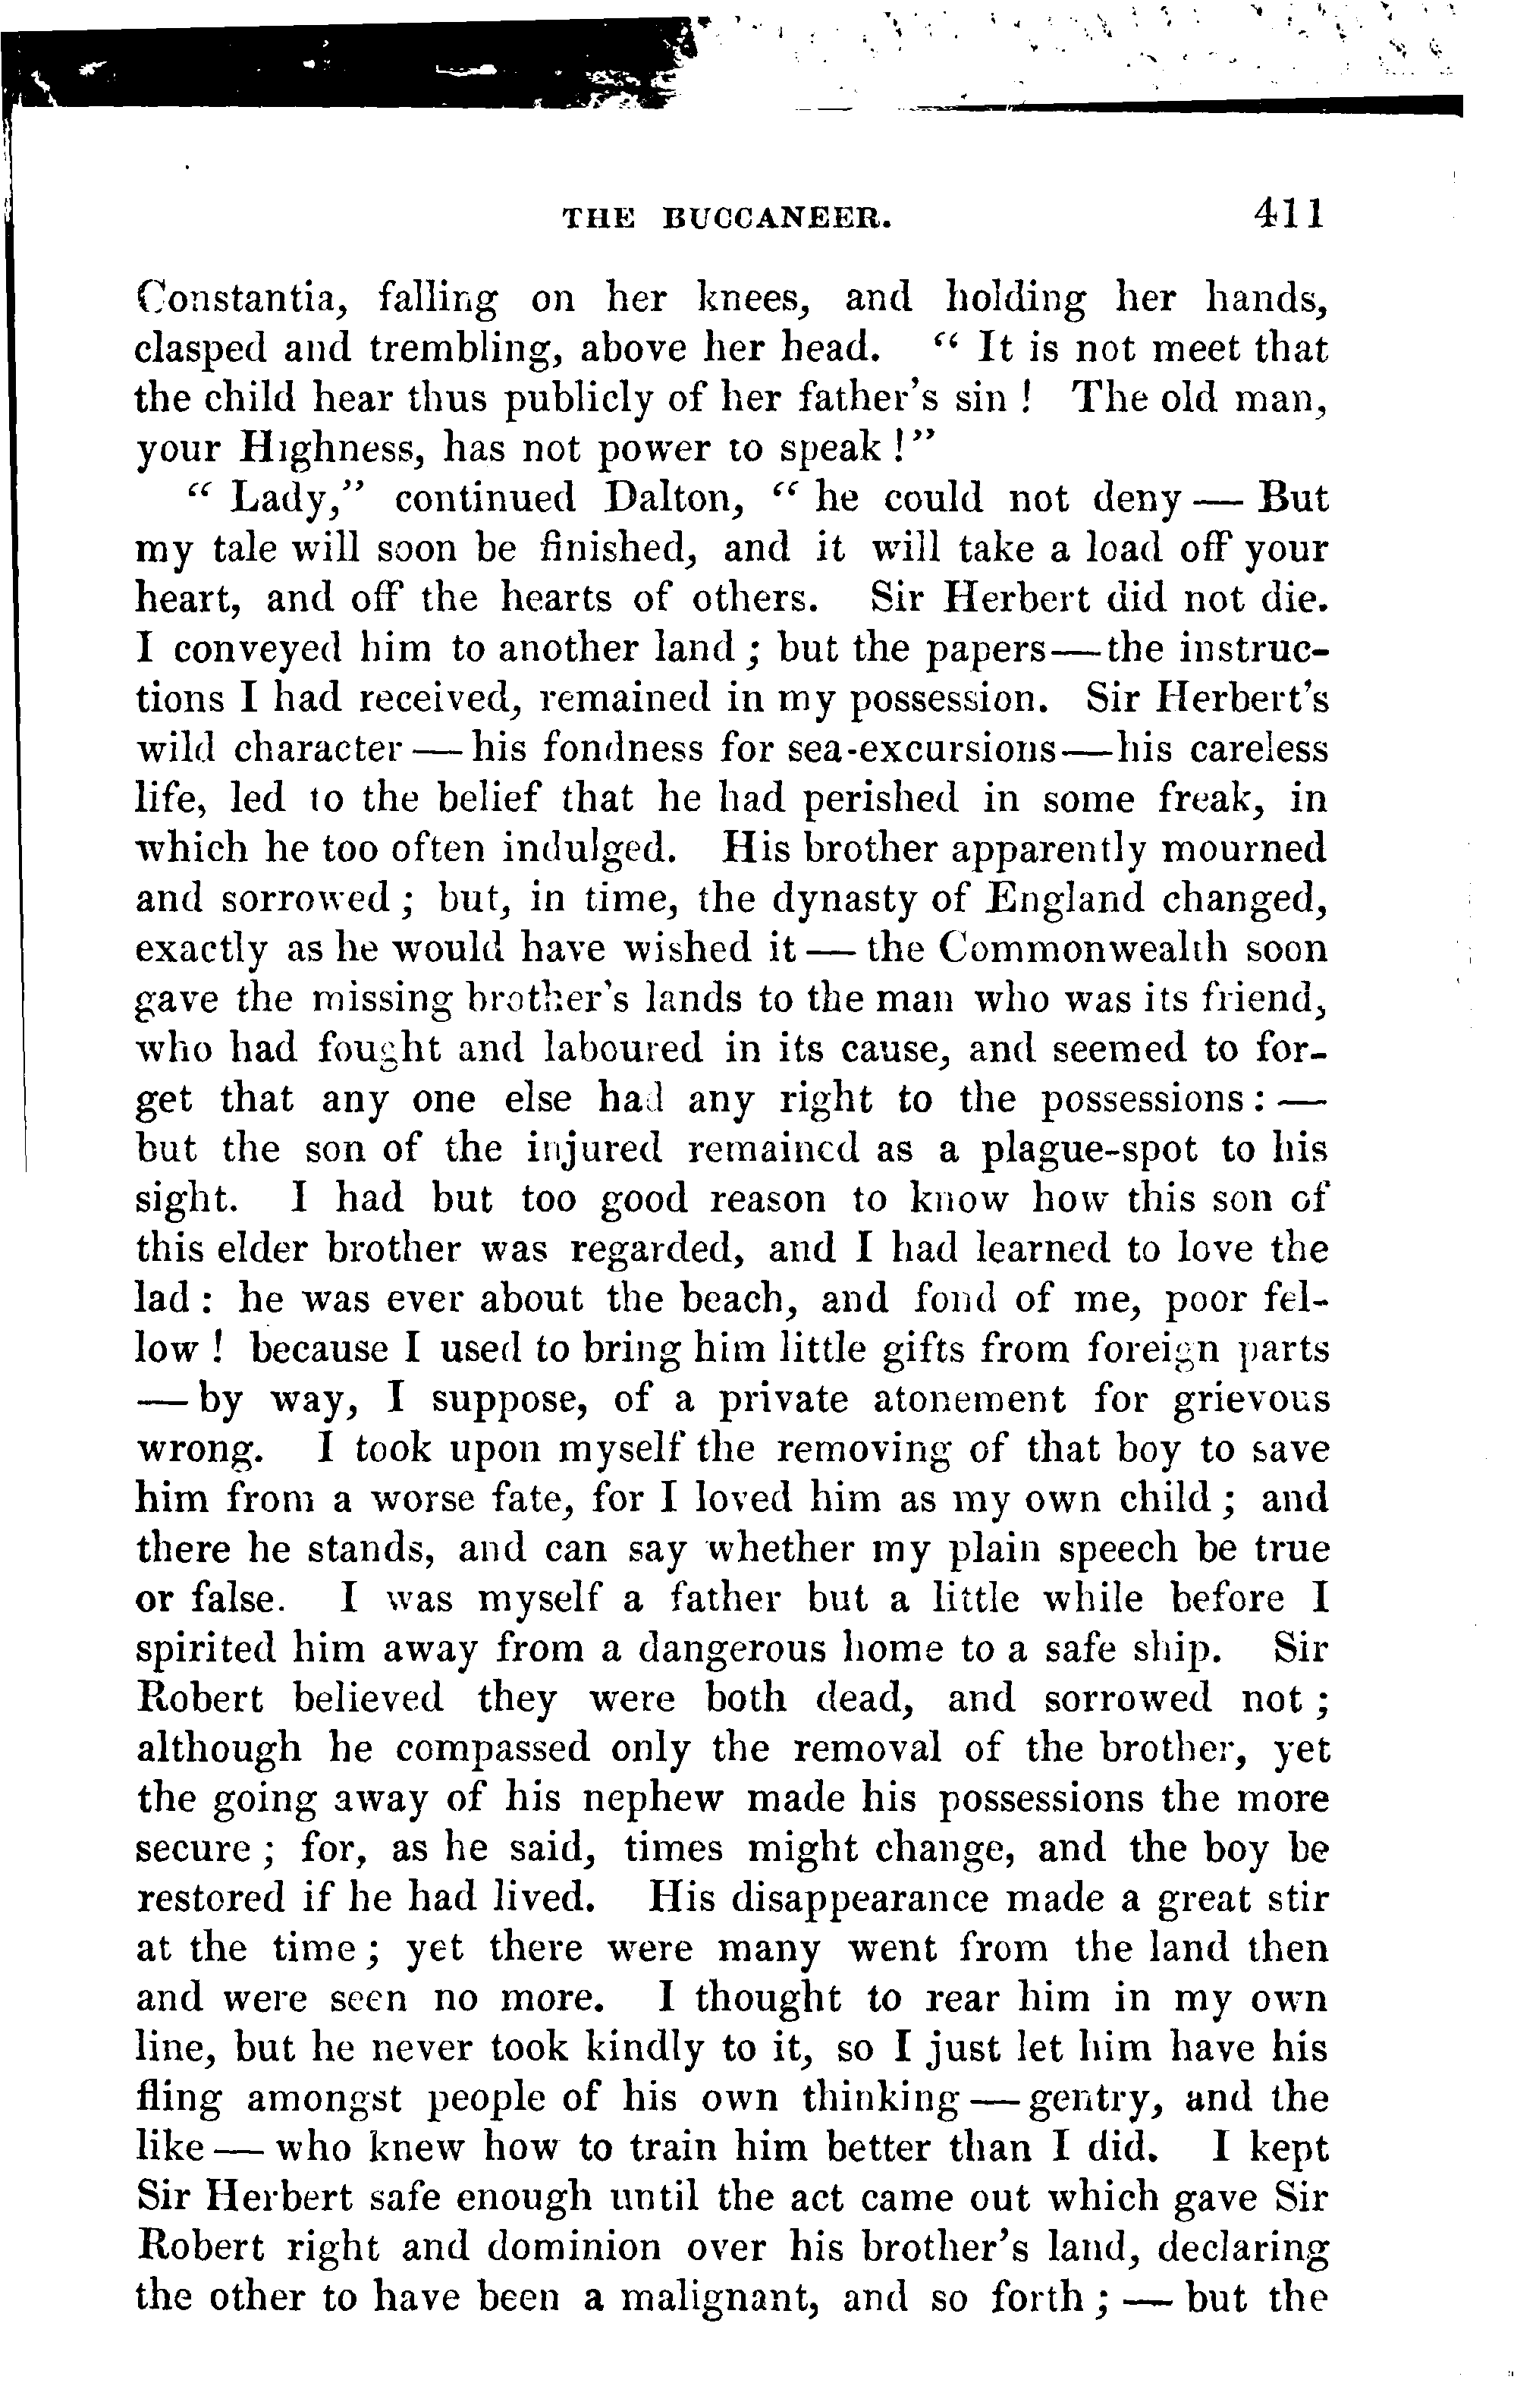 THE BUCCANEER. 411
Constantia, falling on her knees, and holding her hands,
clasped and trembling, above her head. " It is not meet that
the child hear thus publicly of her father's sin ! The old man,
your Highness, has not power to speak !"
" Lady," continued Dalton, " he could not deny — But
my tale will soon be finished, and it will take a load off your
heart, and off the hearts of others. Sir Herbert did not die.
I conveyed him to another land ; but the papers—the instruc-
tions I had received, remained in my possession. Sir Herbert's
wild character — his fondness for sea-excursions—his careless
life, led to the belief that he had perished in some freak, in
which he too often indulged. His brother apparently mourned
and sorrowed ; but, in time, the dynasty of England changed,
exactly as he would have wished it — the Commonwealth soon
gave the missing brother's lands to the man who was its friend,
who had fought and laboured in its cause, and seemed to for-
get that any one else had any right to the possessions : —
but the son of the injured remained as a plague-spot to his
sight. I had but too good reason to know how this son of
this elder brother was regarded, and I had learned to love the
lad : he was ever about the beach, and fond of me, poor fel-
low ! because I used to bring him little gifts from foreign parts
— by way, I suppose, of a private atonement for grievous
wrong. I took upon myself the removing of that boy to save
him from a worse fate, for I loved him as my own child ; and
there he stands, and can say whether my plain speech be true
or false. I was myself a father but a little while before I
spirited him away from a dangerous home to a safe ship. Sir
Robert believed they were both dead, and sorrowed not ;
although he compassed only the removal of the brother, yet
the going away of his nephew made his possessions the more
secure ; for, as he said, times might change, and the boy be
restored if he had lived. His disappearance made a great stir
at the time ; yet there were many went from the land then
and were seen no more. I thought to rear him in my own
line, but he never took kindly to it, so I just let him have his
fling amongst people of his own thinking — gentry, and the
like — who knew how to train him better than I did. I kept
Sir Herbert safe enough until the act came out which gave Sir
Robert right and dominion over his brother's land, declaring
the other to have been a malignant, and so forth ; — but the